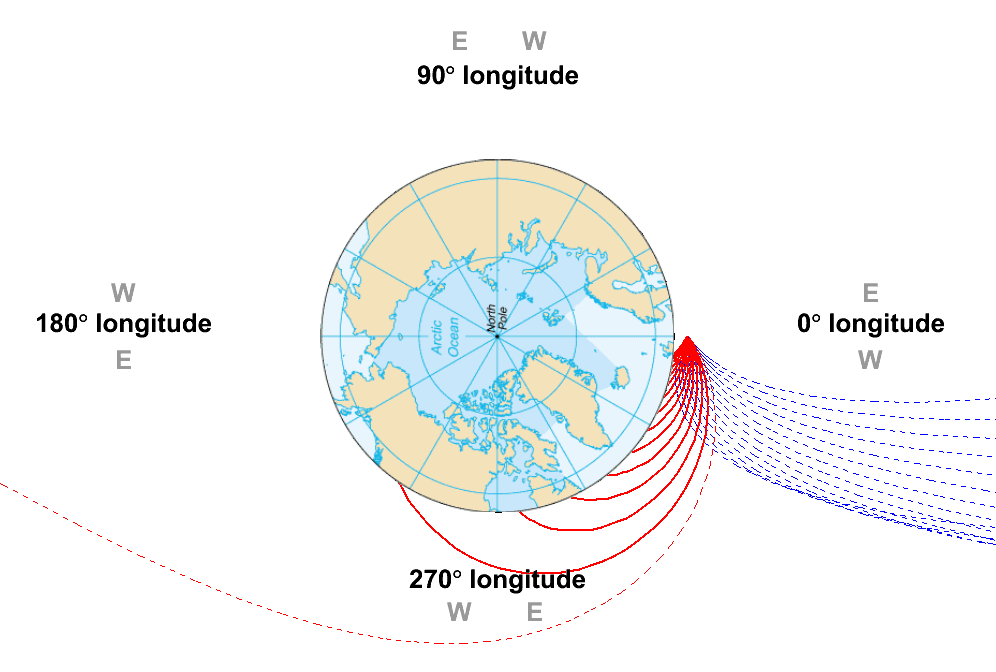 E W
90° longitude
W
180° longitude
E
North
Pole
Arctic
Ocean
E
0° longitude
W
270° longitude
W E